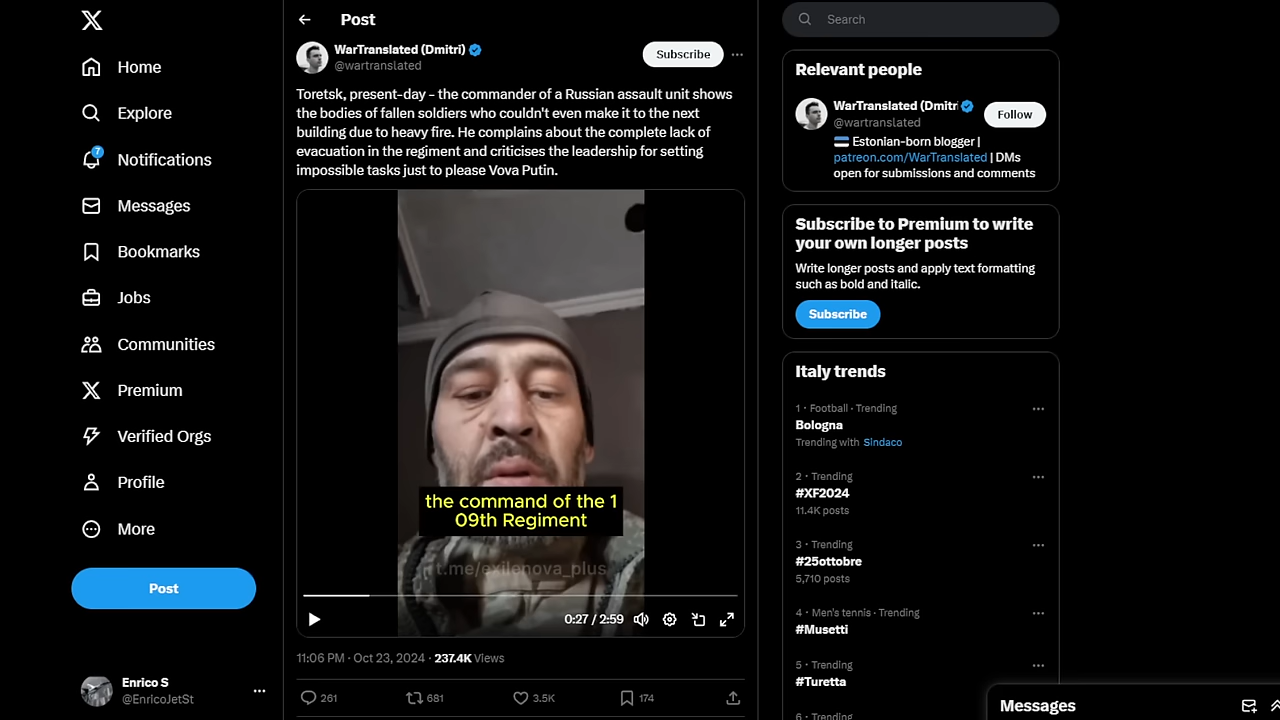 Home
Explore
7
Notifications
Messages
Bookmarks
Jobs
Communities
Premium
Verified Orgs
Profile
More
Post
Enrico S
@EnricoJetSt
Post
WarTranslated (Dmitri)
@wartranslated
Subscribe
Toretsk, present-day - the commander of a Russian assault unit shows
the bodies of fallen soldiers who couldn't even make it to the next
building due to heavy fire. He complains about the complete lack of
evacuation in the regiment and criticises the leadership for setting
impossible tasks just to please Vova Putin.
the command of the 1
09th Regiment
t.me/exilenova_plus
0:27 / 2:59
11:06 PM · Oct 23, 2024 · 237.4K Views
261
681
3.5K
174
Search
Relevant people
WarTranslated (Dmitr
@wartranslated
Follow
Estonian-born blogger |
patreon.com/WarTranslated | DMs
open for submissions and comments
Subscribe to Premium to write
your own longer posts
Write longer posts and apply text formatting
such as bold and italic.
Subscribe
Italy trends
1 · Football · Trending
Bologna
Trending with Sindaco
2 · Trending
#XF2024
11.4K posts
3 · Trending
#25ottobre
5,710 posts
4 · Men's tennis · Trending
#Musetti
5 · Trending
#Turetta
6 · Trending
Messages